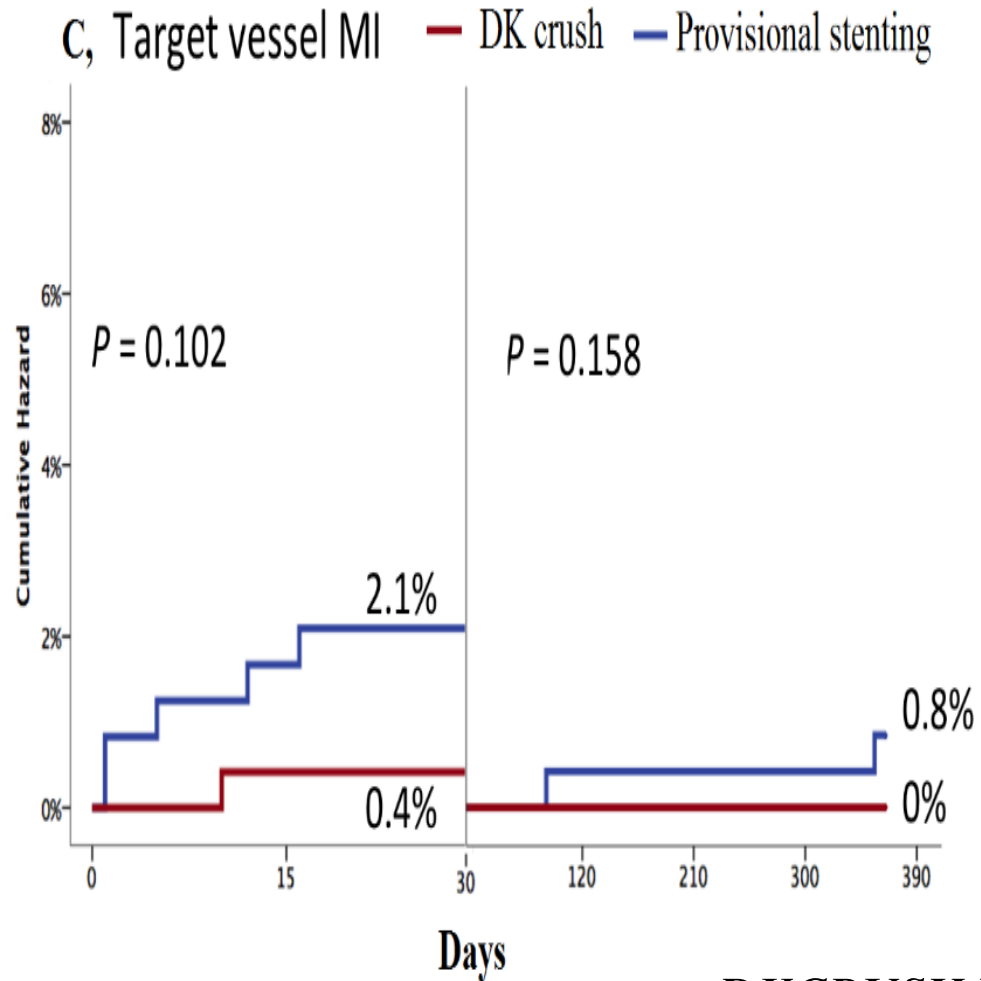 C, Target vessel MI DK crush Provisional stenting
8%
6%
P = 0.102 P = 0.158
Cumulative Hazard
4%
2.1%
2%
0.8%
0.4% 0%
0%
0 15 30 120 210 300 390
Days